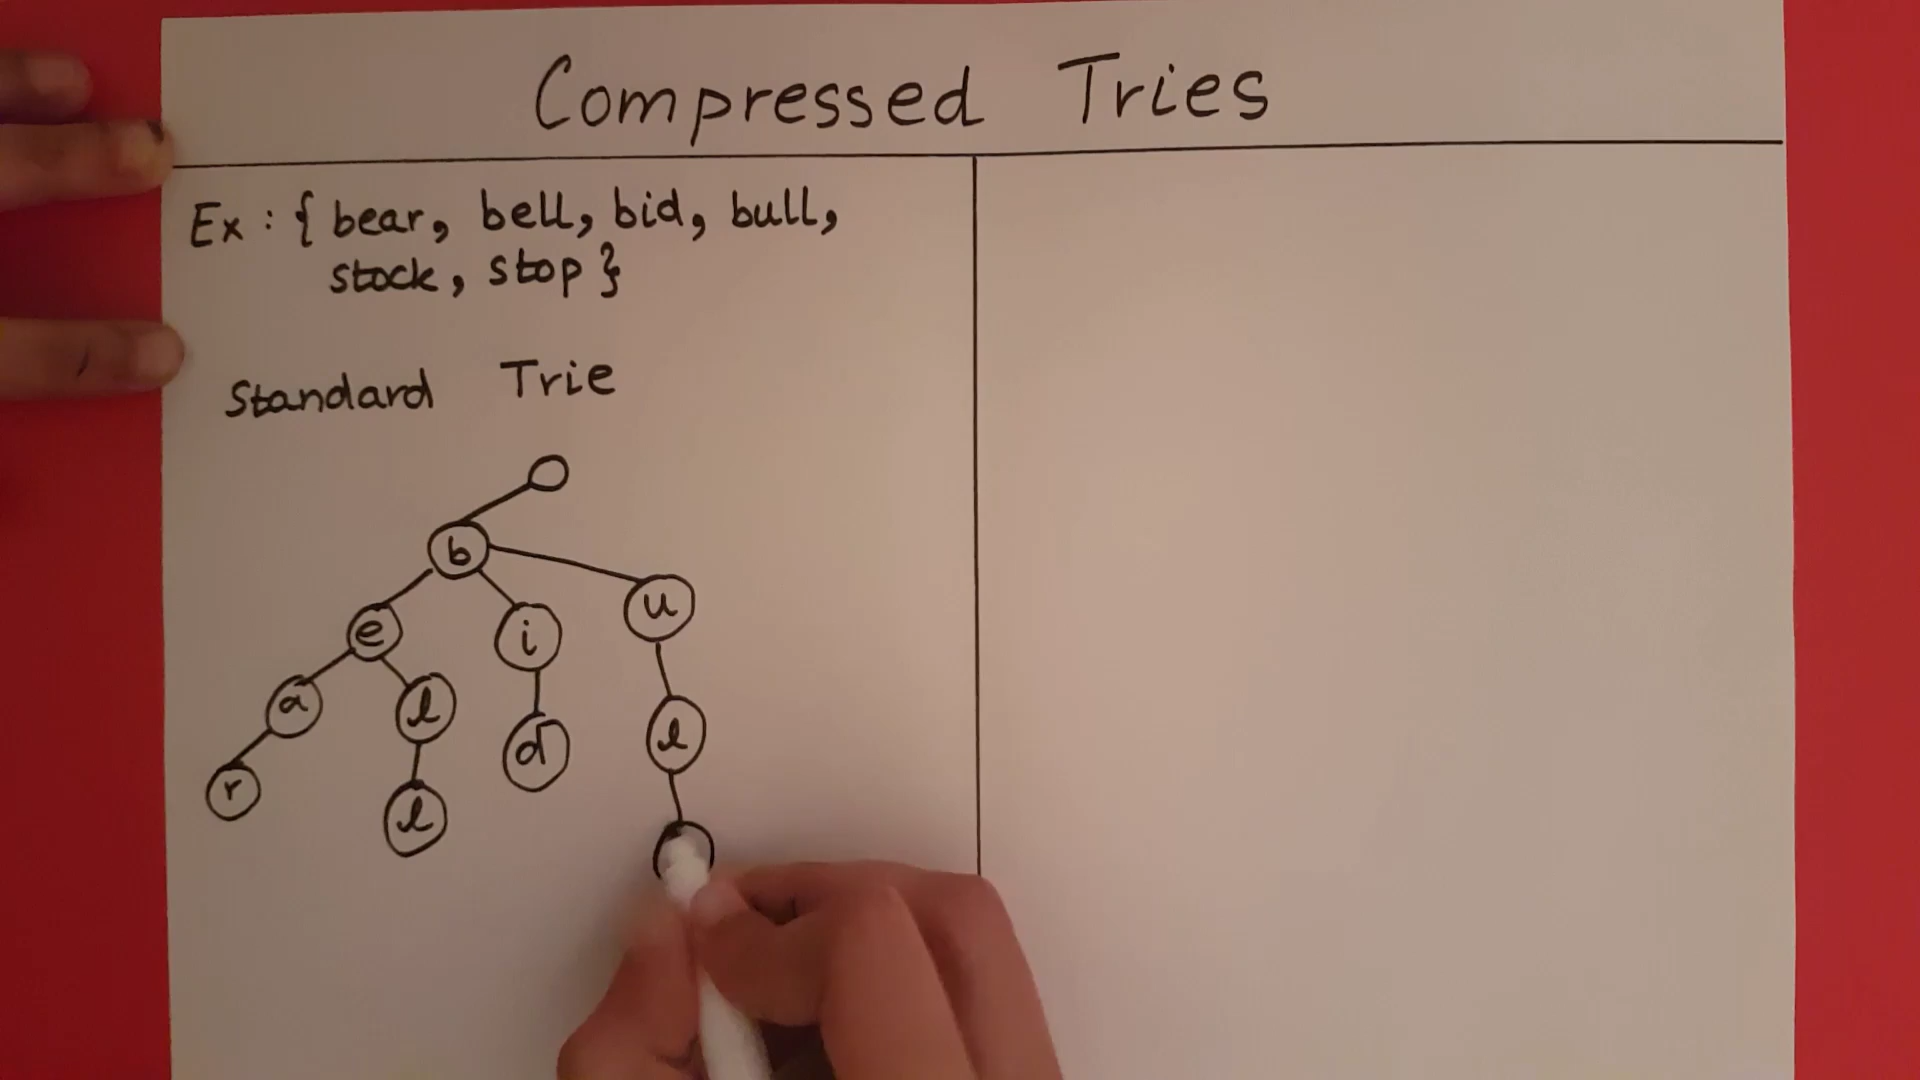 Compressed Tries
Ex : { bear, bell, bid, bull,
stock, stop }
Standard Trie
b
e i u
a l d l
r l